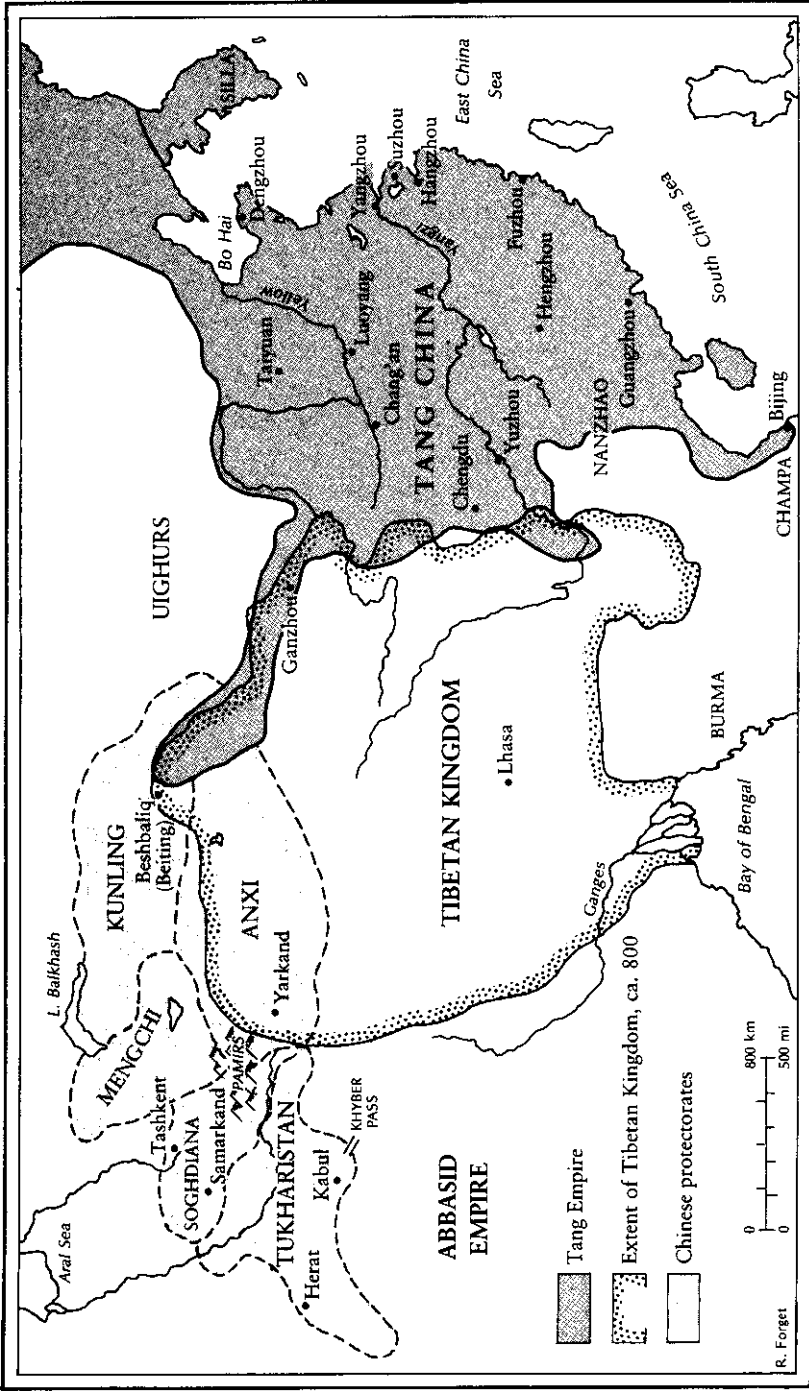 Aral Sea
L. Balkhash
MENGCHI
KUNLING
Beshbaliq
(Beiting)
UIGHURS
SILLA
Tashkent
SOGHDIANA
Samarkand
PAMIRS
TUKHARISTAN
Herat
Kabul
KHYBER
PASS
Yarkand
ANXI
Ganzhou
Bo Hai
Dengzhou
Yellow
Taiyuan
Luoyang
Chang'an
Yangzhou
Suzhou
Hangzhou
East China
Sea
Yangzi
TANG CHINA
Chengdu
Yuzhou
Hengzhou
Fuzhou
Guangzhou
NANZHAO
South China Sea
Bijing
CHAMPA
ABBASID
EMPIRE
TIBETAN KINGDOM
Lhasa
Ganges
BURMA
Bay of Bengal
Tang Empire
Extent of Tibetan Kingdom, ca. 800
Chinese protectorates
0 800 km
0 500 mi
R. Forget